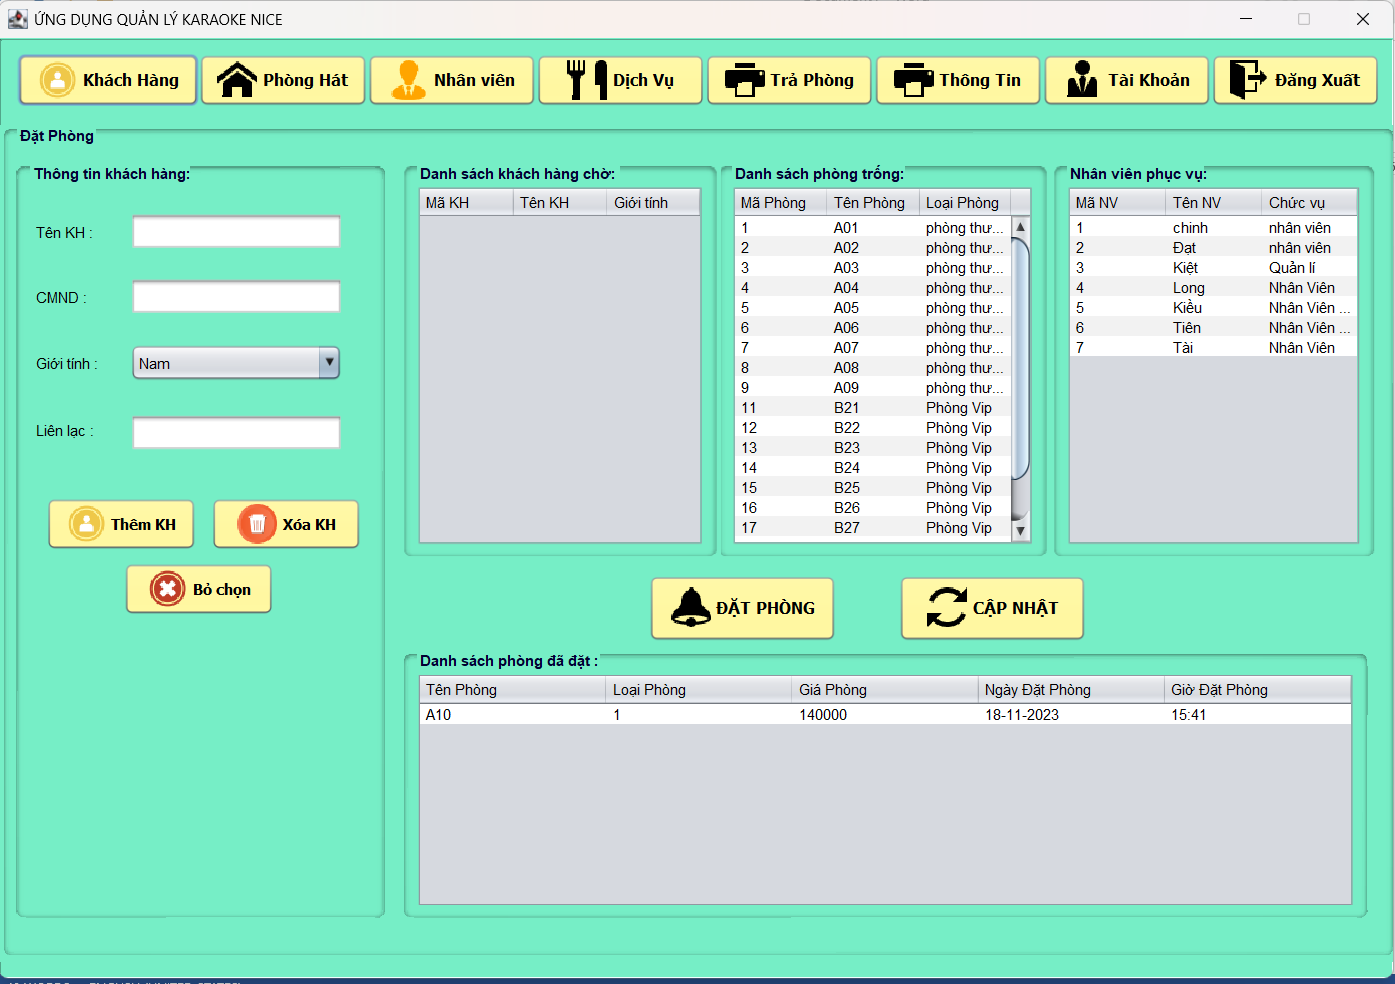 ỨNG DỤNG QUẢN LÝ KARAOKE NICE
Khách Hàng Phòng Hát Nhân viên Dịch Vụ Trả Phòng Thông Tin Tài Khoản Đăng Xuất
Đặt Phòng
Thông tin khách hàng:
Tên KH :
CMND :
Giới tính : Nam
Liên lạc :
Thêm KH Xóa KH
Bỏ chọn
Danh sách khách hàng chờ:
Mã KH Tên KH Giới tính
Danh sách phòng trống:
Mã Phòng Tên Phòng Loại Phòng
1 A01 phòng thư...
2 A02 phòng thư...
3 A03 phòng thư...
4 A04 phòng thư...
5 A05 phòng thư...
6 A06 phòng thư...
7 A07 phòng thư...
8 A08 phòng thư...
9 A09 phòng thư...
11 B21 Phòng Vip
12 B22 Phòng Vip
13 B23 Phòng Vip
14 B24 Phòng Vip
15 B25 Phòng Vip
16 B26 Phòng Vip
17 B27 Phòng Vip
Nhân viên phục vụ:
Mã NV Tên NV Chức vụ
1 chinh nhân viên
2 Đạt nhân viên
3 Kiệt Quản lí
4 Long Nhân Viên
5 Kiều Nhân Viên ...
6 Tiên Nhân Viên ...
7 Tài Nhân Viên
ĐẶT PHÒNG CẬP NHẬT
Danh sách phòng đã đặt :
Tên Phòng Loại Phòng Giá Phòng Ngày Đặt Phòng Giờ Đặt Phòng
A10 1 140000 18-11-2023 15:41